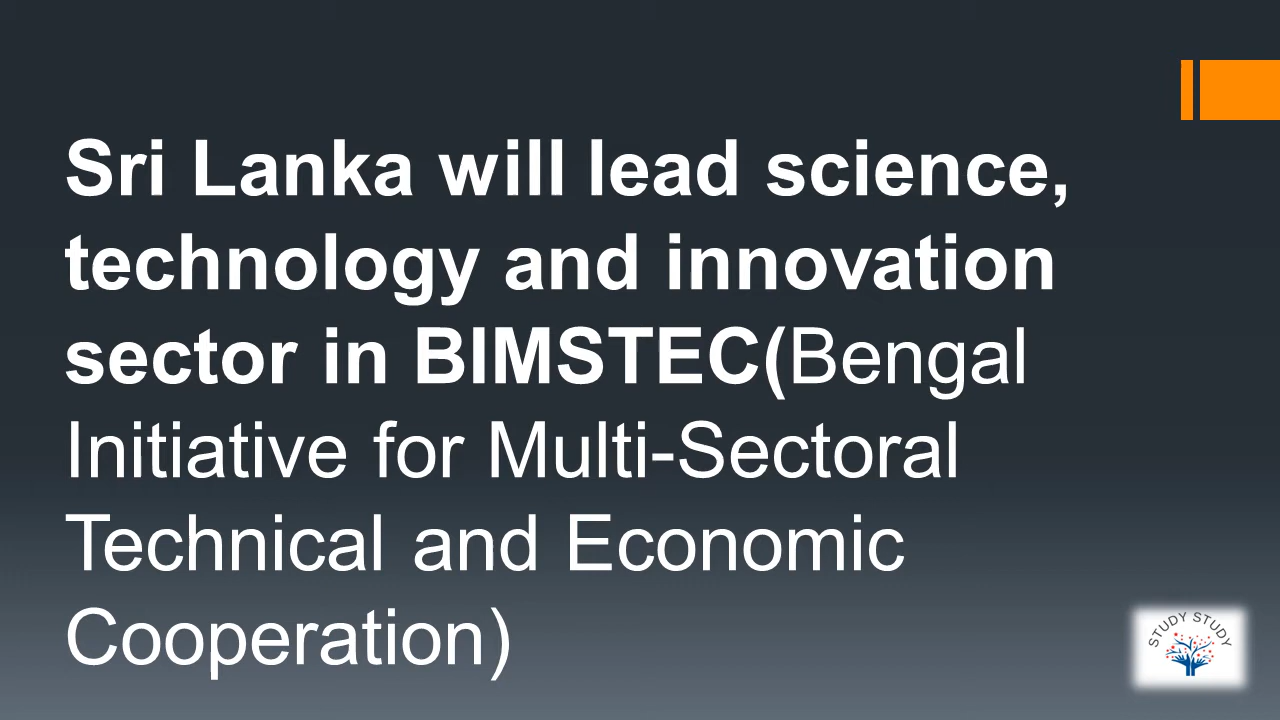 Sri Lanka will lead science,
technology and innovation
sector in BIMSTEC(Bengal
Initiative for Multi-Sectoral
Technical and Economic
Cooperation)
STUDY STUDY